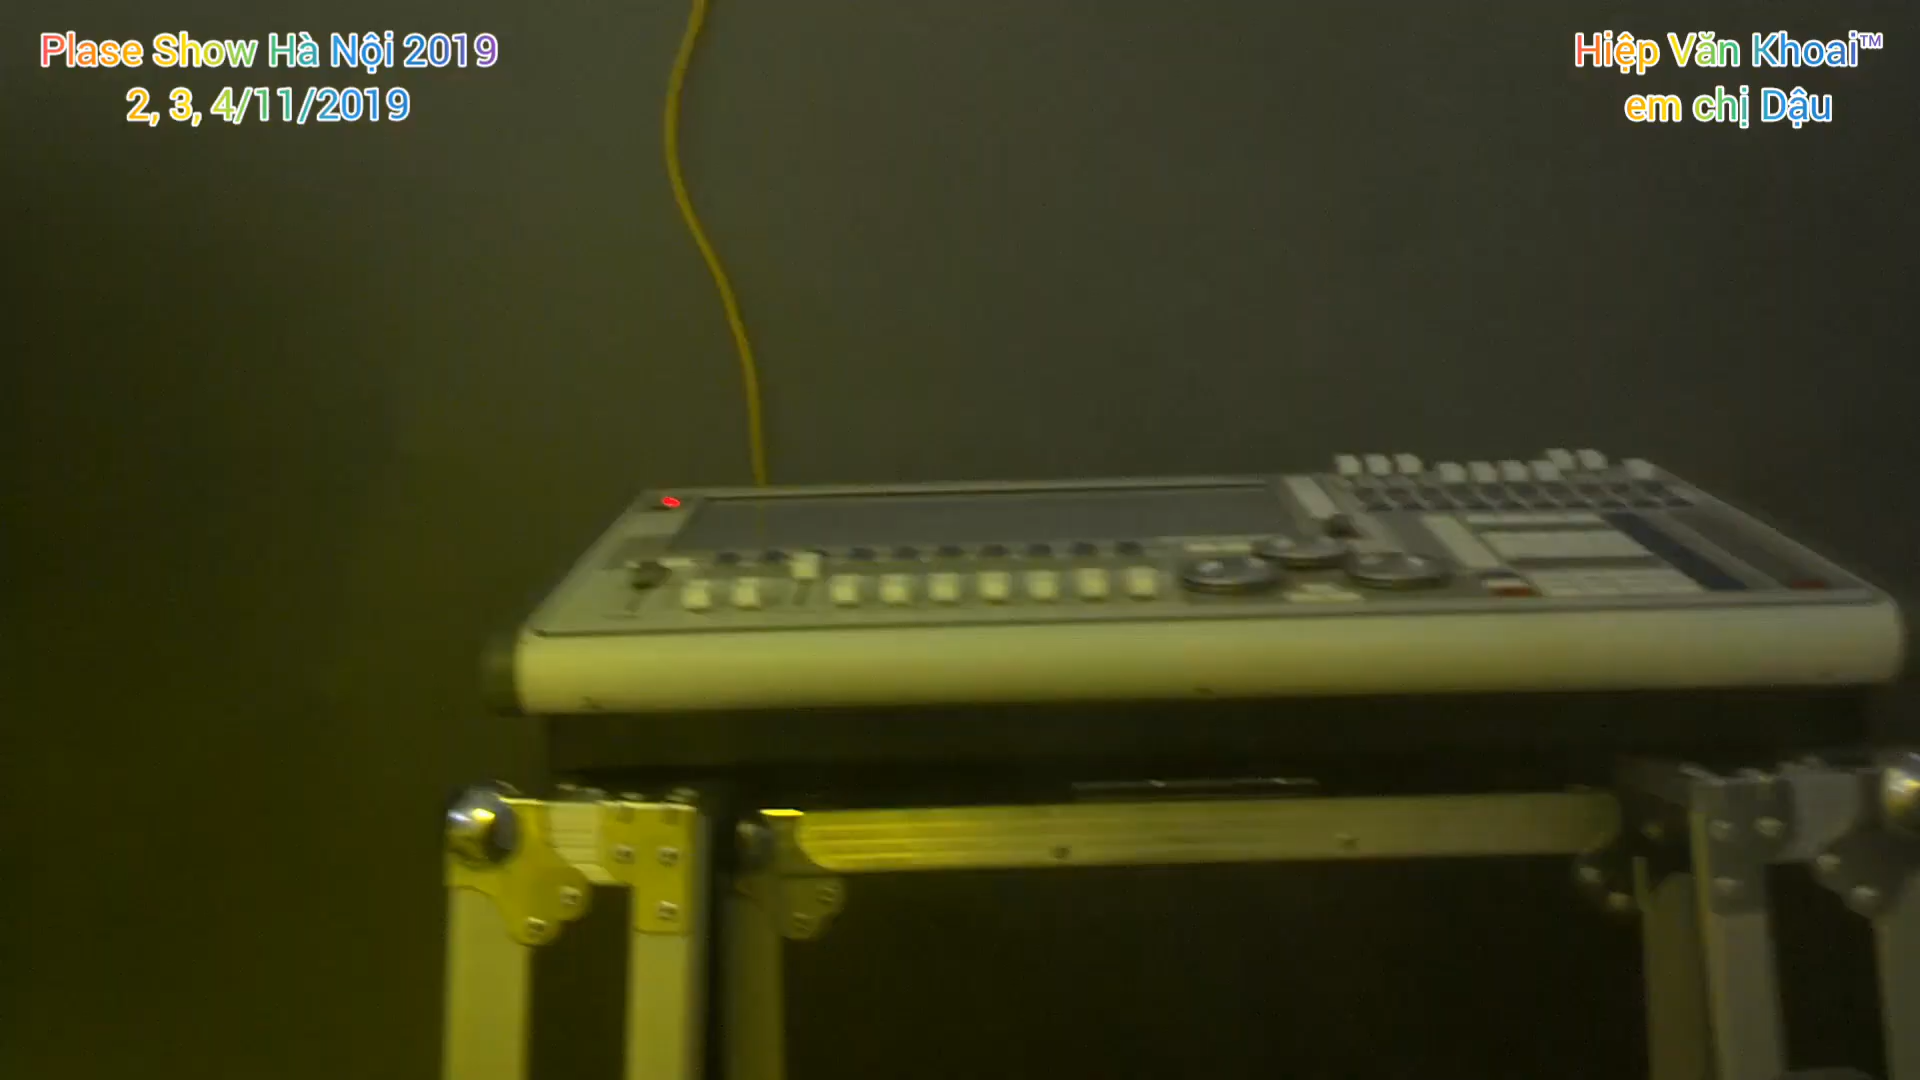 Plase Show Hà Nội 2019
2, 3, 4/11/2019
Hiệp Văn Khoai™
em chị Dậu